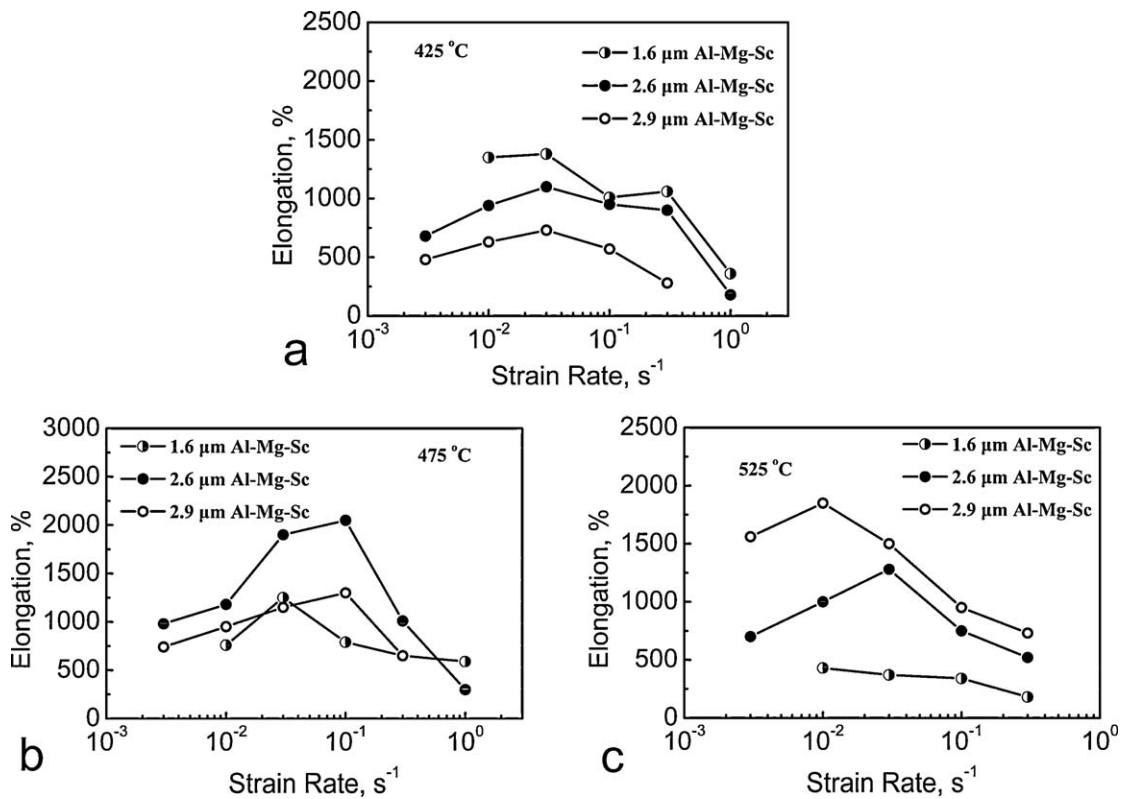 2500
2000
1500
1000
500
0
Elongation, %
425 °C
1.6 μm Al-Mg-Sc
2.6 μm Al-Mg-Sc
2.9 μm Al-Mg-Sc
10⁻³
10⁻²
10⁻¹
10⁰
Strain Rate, s⁻¹
a
3000
2500
2000
1500
1000
500
0
Elongation, %
1.6 μm Al-Mg-Sc
2.6 μm Al-Mg-Sc
2.9 μm Al-Mg-Sc
475 °C
10⁻³
10⁻²
10⁻¹
10⁰
Strain Rate, s⁻¹
b
2500
2000
1500
1000
500
0
Elongation, %
525 °C
1.6 μm Al-Mg-Sc
2.6 μm Al-Mg-Sc
2.9 μm Al-Mg-Sc
10⁻³
10⁻²
10⁻¹
10⁰
Strain Rate, s⁻¹
c